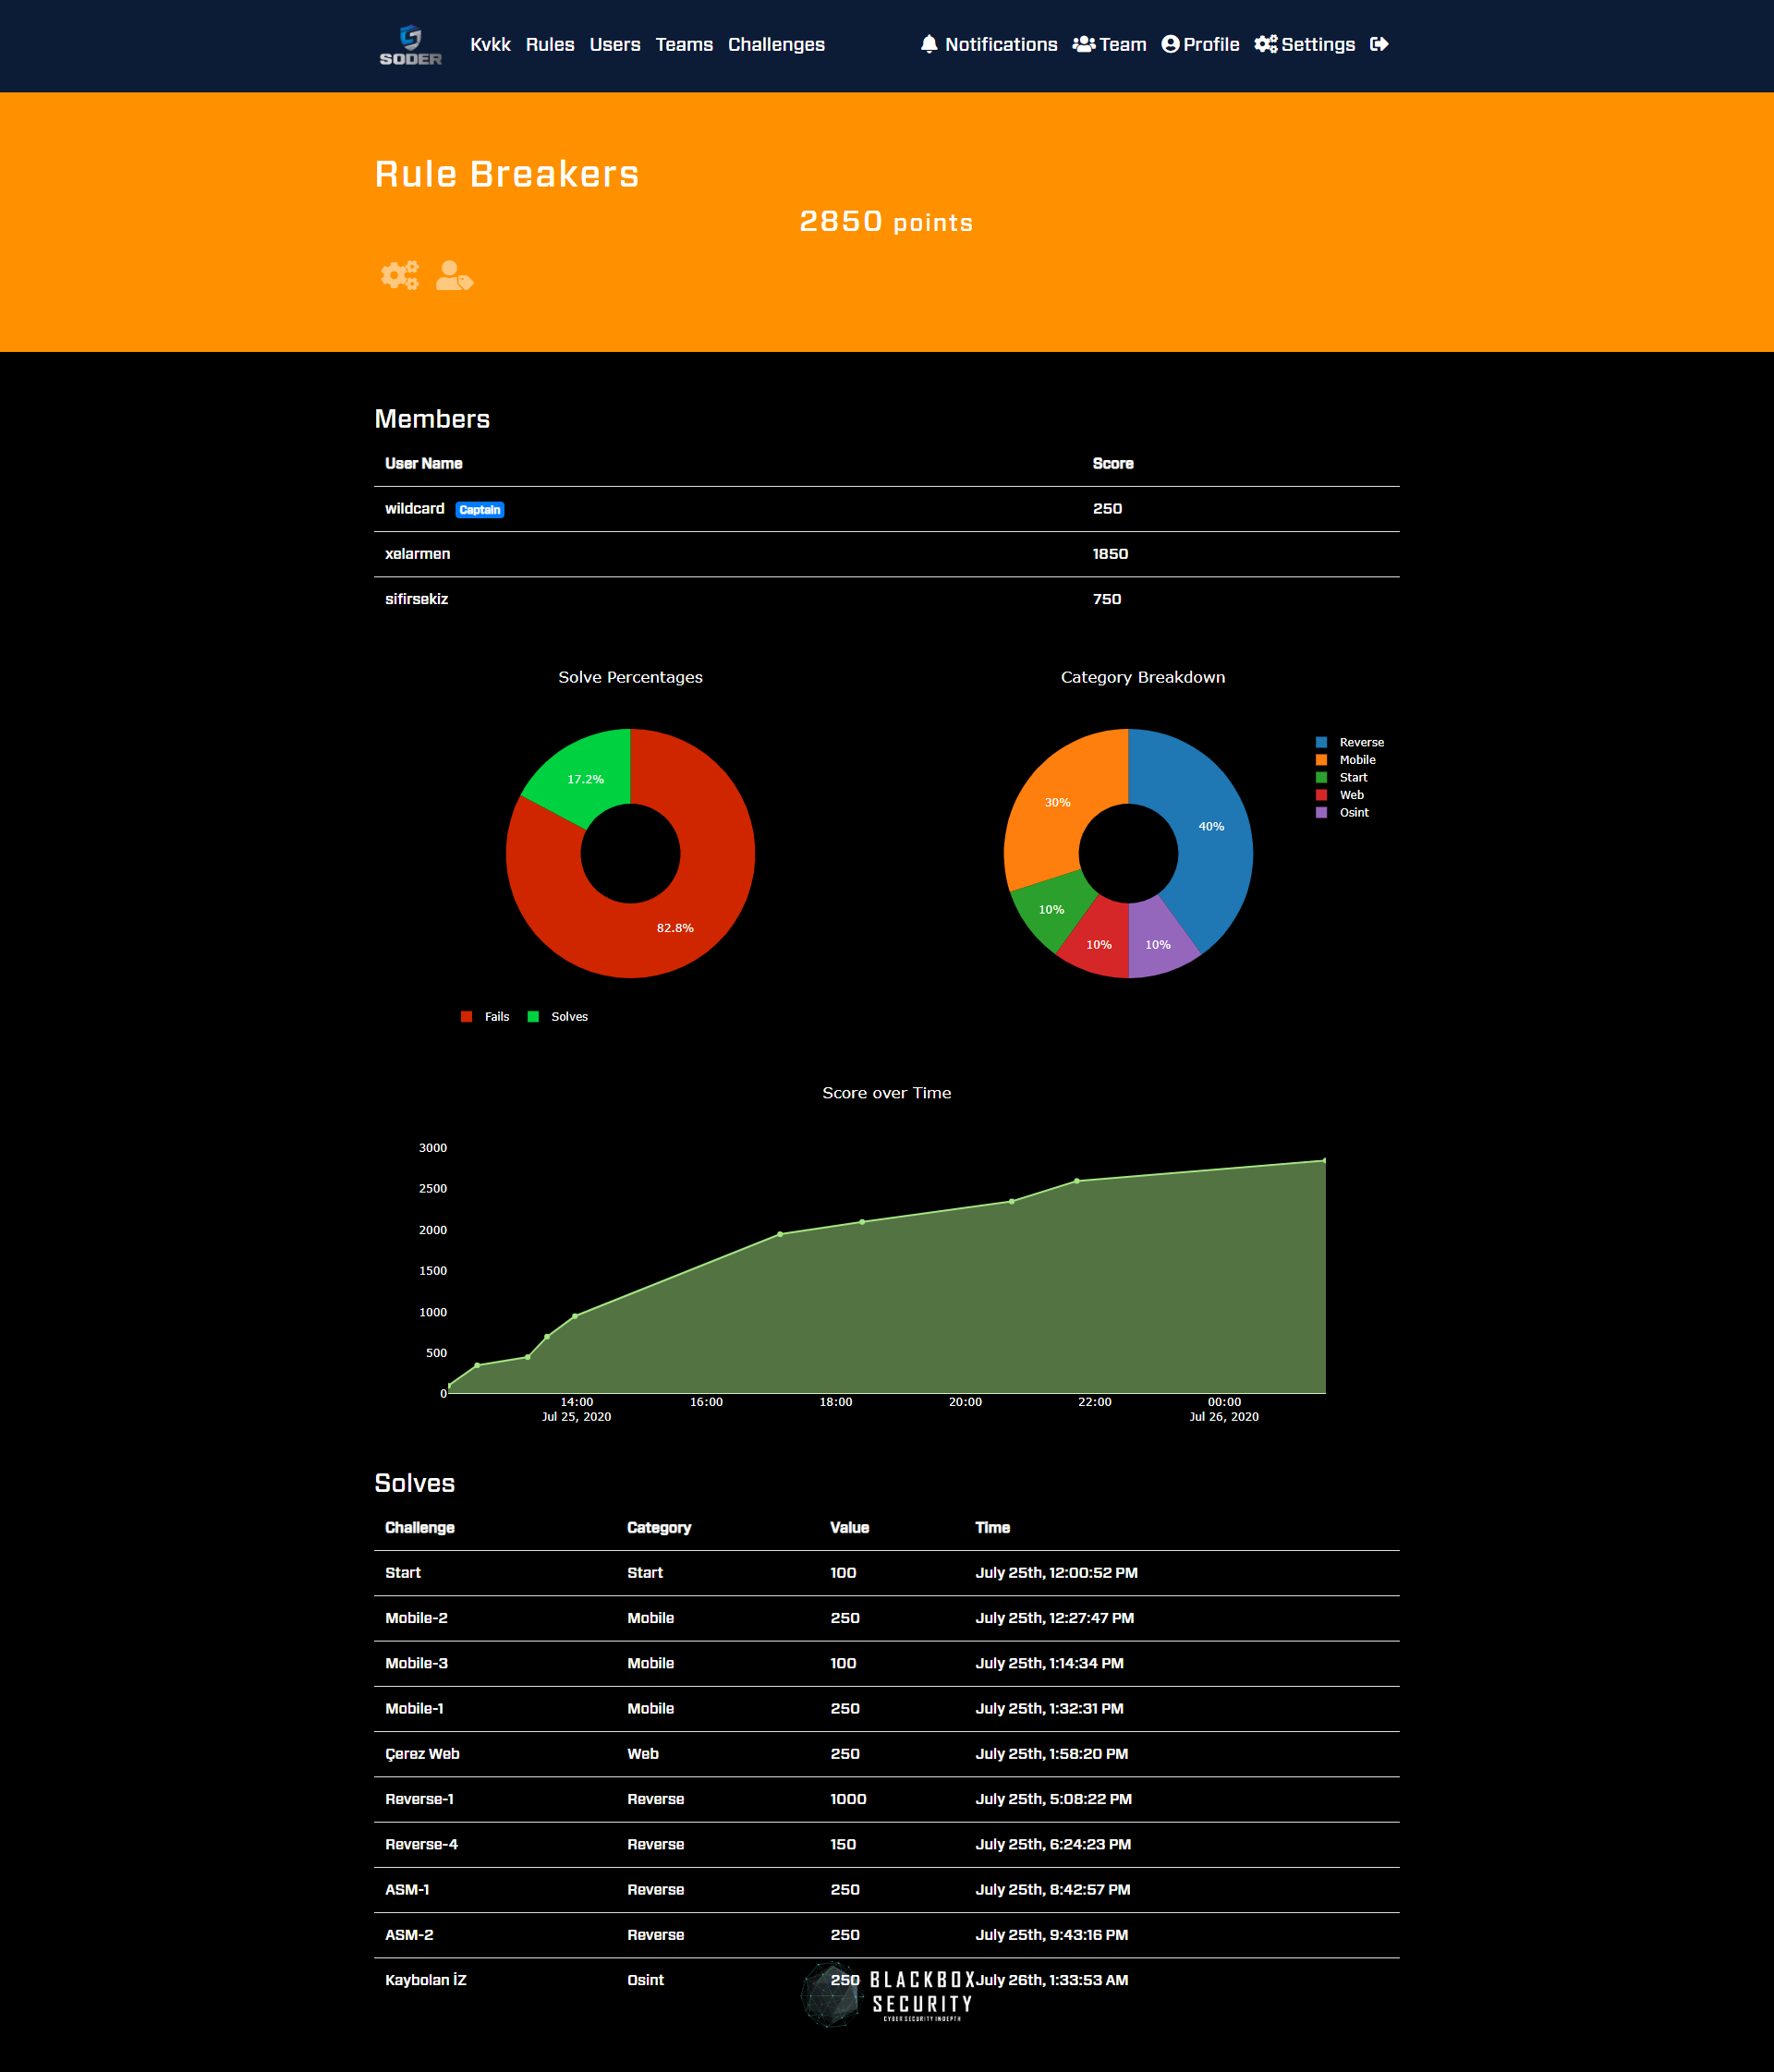 SODER Kvkk Rules Users Teams Challenges Notifications Team Profile Settings
Rule Breakers
2850 points
Members
User Name Score
wildcard Captain 250
xelarmen 1850
sifirsekiz 750
Solve Percentages
17.2%
82.8%
Fails Solves
Category Breakdown
40%
30%
10%
10%
10%
Reverse
Mobile
Start
Web
Osint
Score over Time
3000
2500
2000
1500
1000
500
0
14:00 16:00 18:00 20:00 22:00 00:00
Jul 25, 2020 Jul 26, 2020
Solves
Challenge Category Value Time
Start Start 100 July 25th, 12:00:52 PM
Mobile-2 Mobile 250 July 25th, 12:27:47 PM
Mobile-3 Mobile 100 July 25th, 1:14:34 PM
Mobile-1 Mobile 250 July 25th, 1:32:31 PM
Çerez Web Web 250 July 25th, 1:58:20 PM
Reverse-1 Reverse 1000 July 25th, 5:08:22 PM
Reverse-4 Reverse 150 July 25th, 6:24:23 PM
ASM-1 Reverse 250 July 25th, 8:42:57 PM
ASM-2 Reverse 250 July 25th, 9:43:16 PM
Kaybolan İZ Osint 250 July 26th, 1:33:53 AM
BLACKBOX
SECURITY
CYBER SECURITY INDEPTH